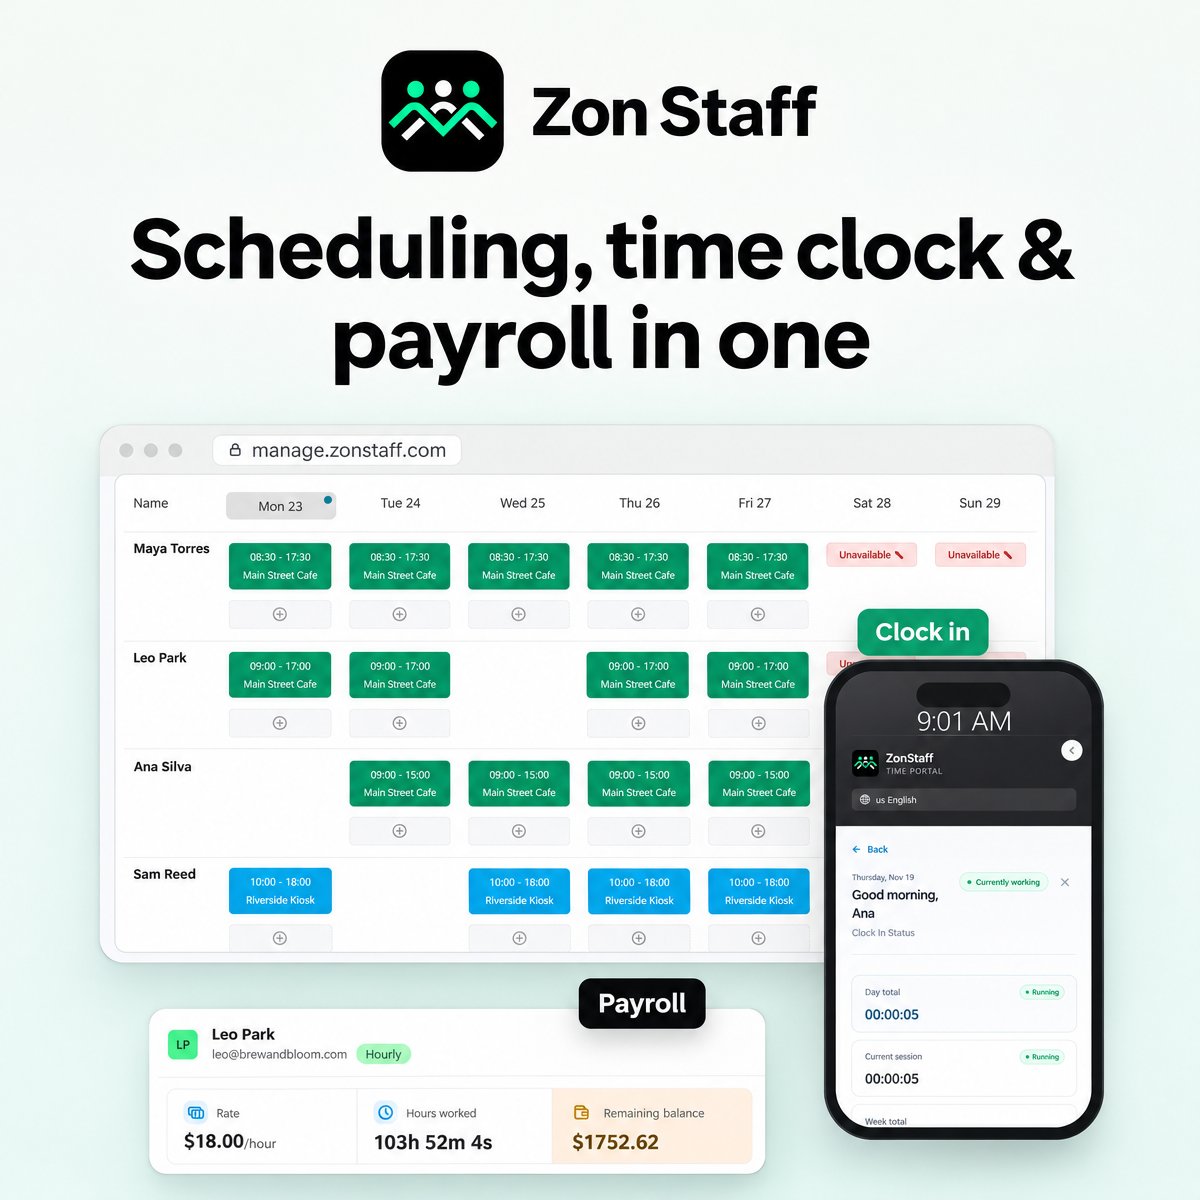 Zon Staff
Scheduling, time clock &
payroll in one
manage.zonstaff.com
Name Mon 23 Tue 24 Wed 25 Thu 26 Fri 27 Sat 28 Sun 29
Maya Torres 08:30 - 17:30 08:30 - 17:30 08:30 - 17:30 08:30 - 17:30 08:30 - 17:30 Unavailable Unavailable
Main Street Cafe Main Street Cafe Main Street Cafe Main Street Cafe Main Street Cafe
Clock in
Leo Park 09:00 - 17:00 09:00 - 17:00 09:00 - 17:00 09:00 - 17:00
Main Street Cafe Main Street Cafe Main Street Cafe Main Street Cafe
Ana Silva 09:00 - 15:00 09:00 - 15:00 09:00 - 15:00 09:00 - 15:00
Main Street Cafe Main Street Cafe Main Street Cafe Main Street Cafe
Sam Reed 10:00 - 18:00 10:00 - 18:00 10:00 - 18:00 10:00 - 18:00
Riverside Kiosk Riverside Kiosk Riverside Kiosk Riverside Kiosk
9:01 AM
ZonStaff
TIME PORTAL
us English
Back
Thursday, Nov 19
Currently working
Good morning,
Ana
Clock In Status
Day total Running
00:00:05
Current session Running
00:00:05
Week total
Payroll
LP
Leo Park
leo@brewandbloom.com Hourly
Rate Hours worked Remaining balance
$18.00/hour 103h 52m 4s $1752.62